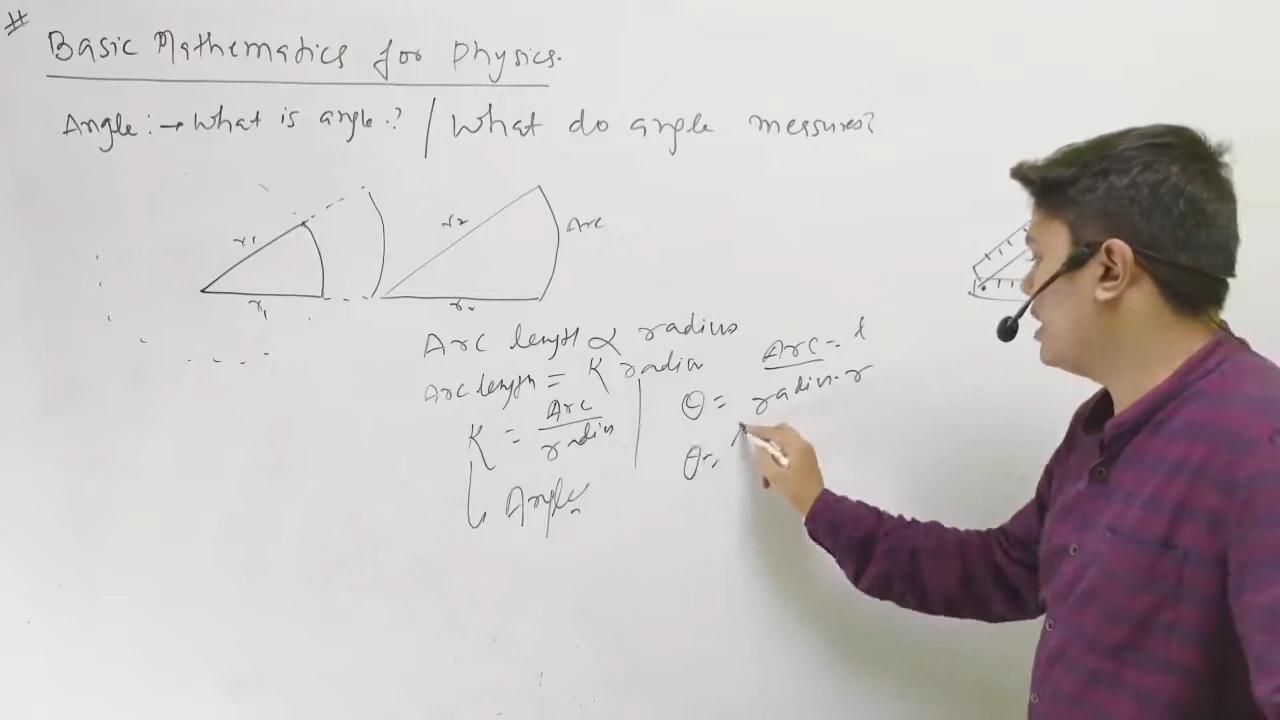 #
Basic Mathematics for Physics.
Angle:→ What is angle.? / What do angle measures?
r1
r1
r2
r2
Arc
Arc length ∝ radius
Arc length = K radius
K = Arc / radius
↳ Angle
θ = Arc = l / radius = r
θ =